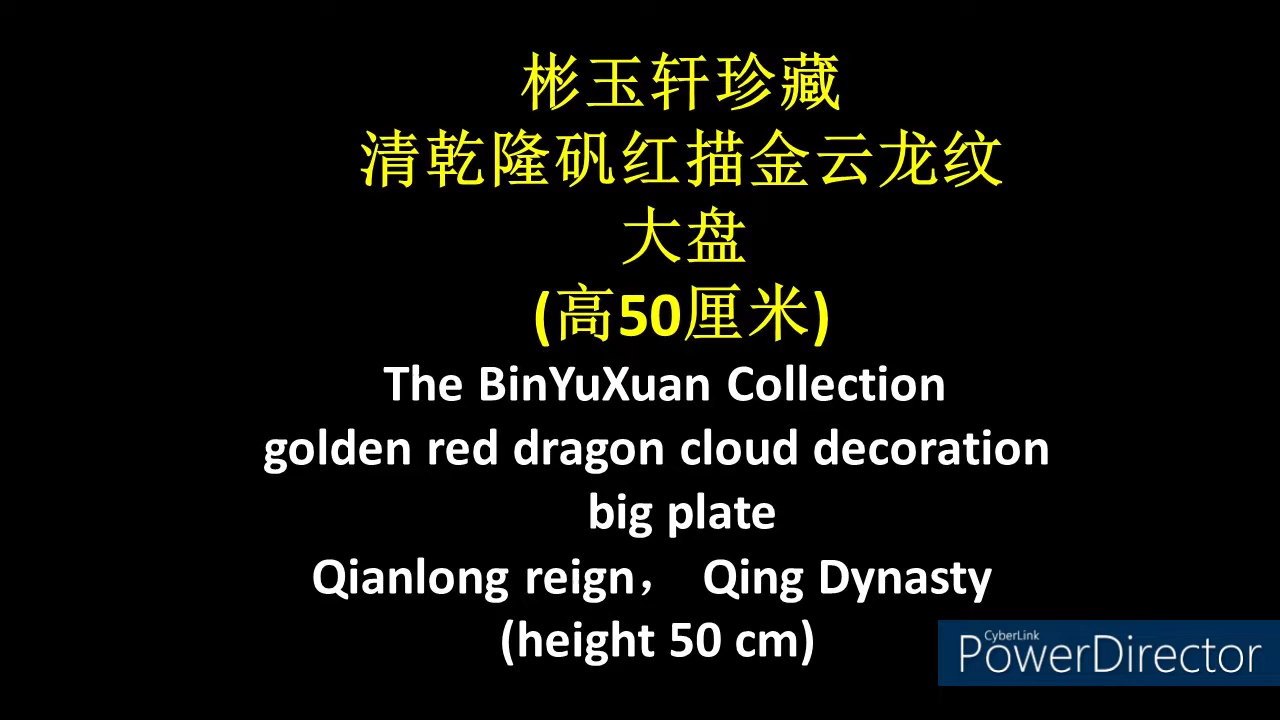 彬玉轩珍藏
清乾隆矾红描金云龙纹
大盘
(高50厘米)
The BinYuXuan Collection
golden red dragon cloud decoration
big plate
Qianlong reign， Qing Dynasty
(height 50 cm)
CyberLink
PowerDirector